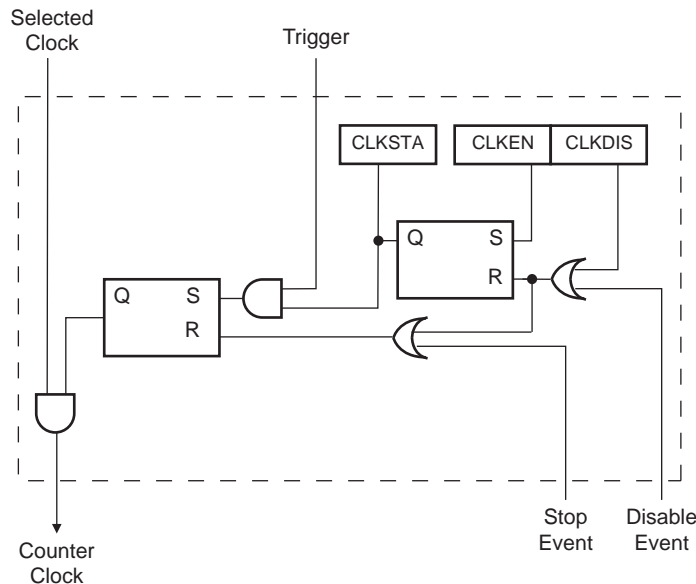 Selected
Clock
Trigger
CLKSTA
CLKEN
CLKDIS
Q
S
R
Q
S
R
Stop
Event
Disable
Event
Counter
Clock